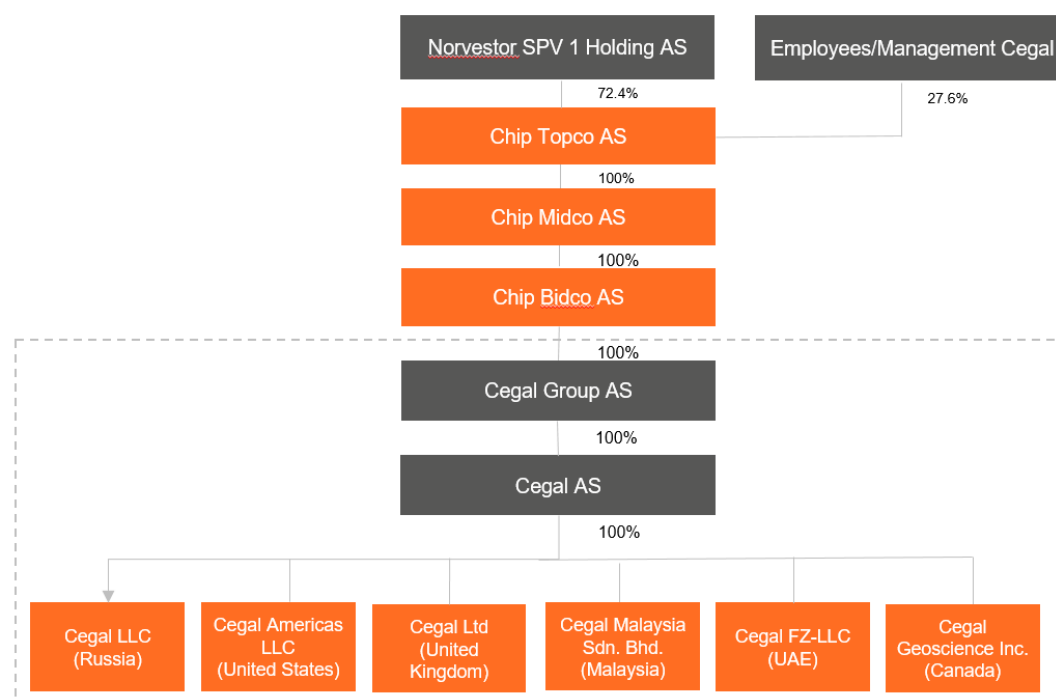 Norvestor SPV 1 Holding AS
Employees/Management Cegal
72.4%
27.6%
Chip Topco AS
100%
Chip Midco AS
100%
Chip Bidco AS
100%
Cegal Group AS
100%
Cegal AS
100%
Cegal LLC
(Russia)
Cegal Americas
LLC
(United States)
Cegal Ltd
(United
Kingdom)
Cegal Malaysia
Sdn. Bhd.
(Malaysia)
Cegal FZ-LLC
(UAE)
Cegal
Geoscience Inc.
(Canada)